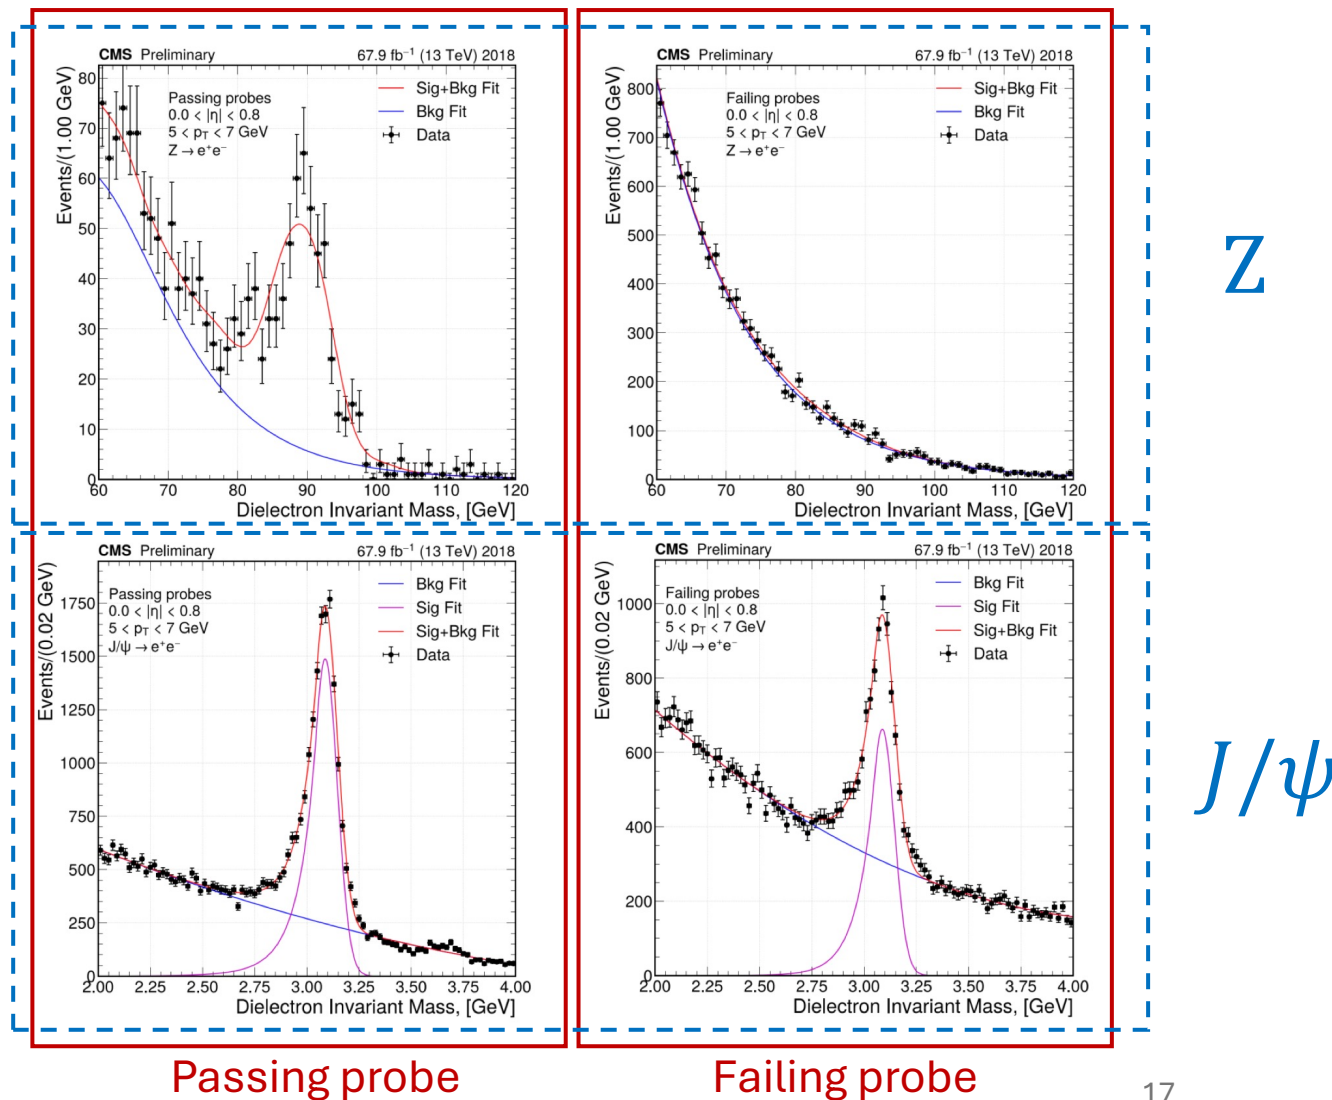 CMS Preliminary 67.9 fb⁻¹ (13 TeV) 2018
Events/(1.00 GeV)
80
70
60
50
40
30
20
10
0
Passing probes
0.0 < |η| < 0.8
5 < p_T < 7 GeV
Z → e⁺e⁻
Sig+Bkg Fit
Bkg Fit
Data
60 70 80 90 100 110 120
Dielectron Invariant Mass, [GeV]
CMS Preliminary 67.9 fb⁻¹ (13 TeV) 2018
Events/(1.00 GeV)
800
700
600
500
400
300
200
100
0
Failing probes
0.0 < |η| < 0.8
5 < p_T < 7 GeV
Z → e⁺e⁻
Sig+Bkg Fit
Bkg Fit
Data
60 70 80 90 100 110 120
Dielectron Invariant Mass, [GeV]
Z
CMS Preliminary 67.9 fb⁻¹ (13 TeV) 2018
Events/(0.02 GeV)
1750
1500
1250
1000
750
500
250
0
Passing probes
0.0 < |η| < 0.8
5 < p_T < 7 GeV
J/ψ → e⁺e⁻
Bkg Fit
Sig Fit
Sig+Bkg Fit
Data
2.00 2.25 2.50 2.75 3.00 3.25 3.50 3.75 4.00
Dielectron Invariant Mass, [GeV]
CMS Preliminary 67.9 fb⁻¹ (13 TeV) 2018
Events/(0.02 GeV)
1000
800
600
400
200
0
Failing probes
0.0 < |η| < 0.8
5 < p_T < 7 GeV
J/ψ → e⁺e⁻
Bkg Fit
Sig Fit
Sig+Bkg Fit
Data
2.00 2.25 2.50 2.75 3.00 3.25 3.50 3.75 4.00
Dielectron Invariant Mass, [GeV]
J/ψ
Passing probe
Failing probe
17